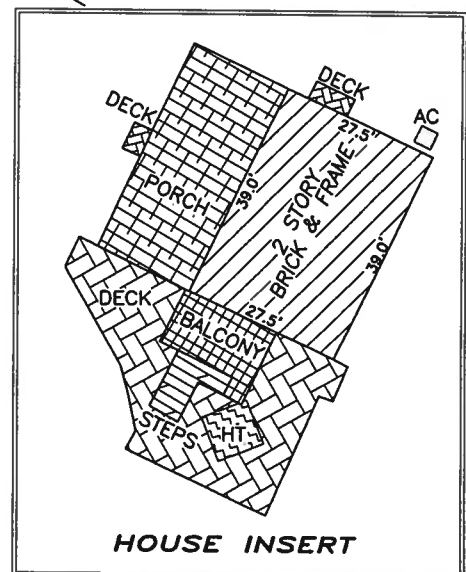 DECK
AC
DECK
27.5"
2 STORY
BRICK & FRAME
PORCH
39.0'
39.0'
DECK
27.5'
BALCONY
STEPS
HT
HOUSE INSERT